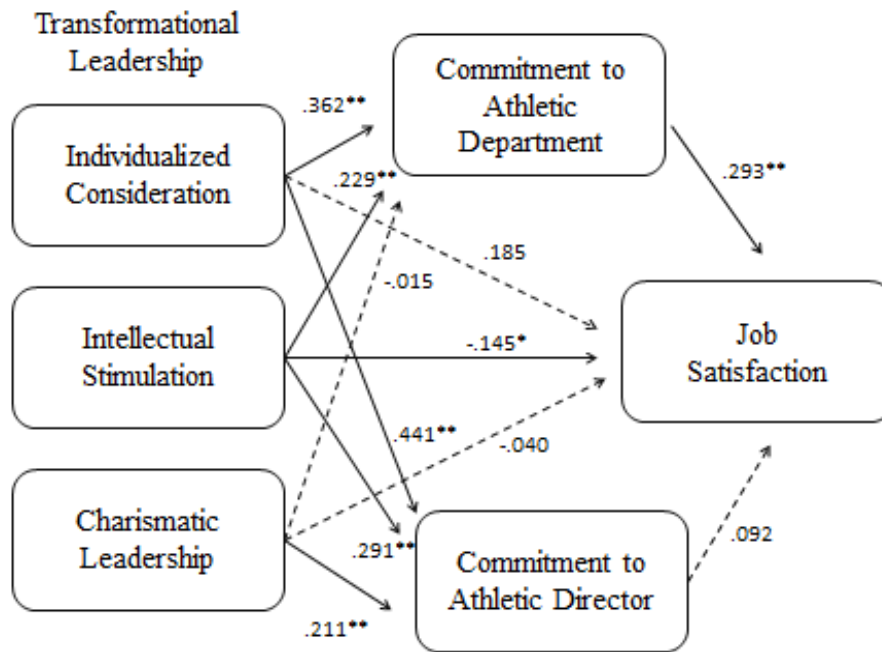 Transformational
Leadership
Commitment to
Athletic
Department
.362**
Individualized
Consideration
.229**
.293**
.185
-.015
Intellectual
Stimulation
-.145*
Job
Satisfaction
.441**
-.040
Charismatic
Leadership
.291**
Commitment to
Athletic Director
.092
.211**